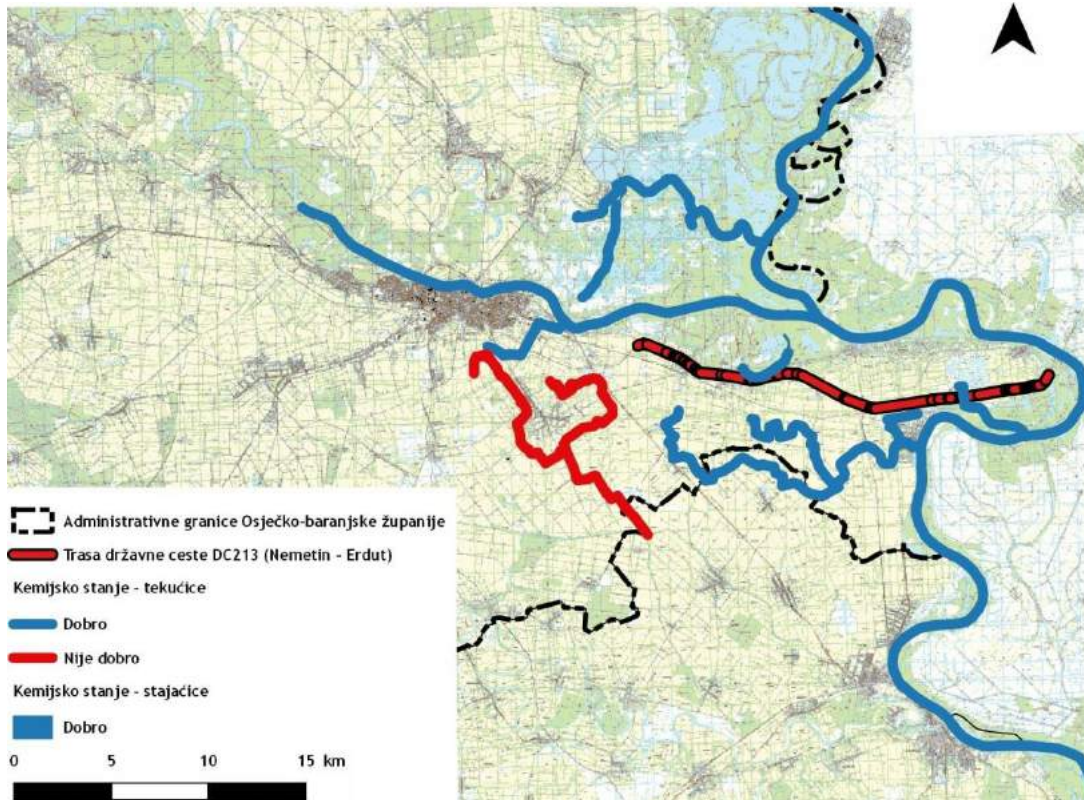 Administrativne granice Osječko-baranjske županije
Trasa državne ceste DC213 (Nemetin - Erdut)
Kemijsko stanje - tekućice
Dobro
Nije dobro
Kemijsko stanje - stajaćice
Dobro
0 5 10 15 km